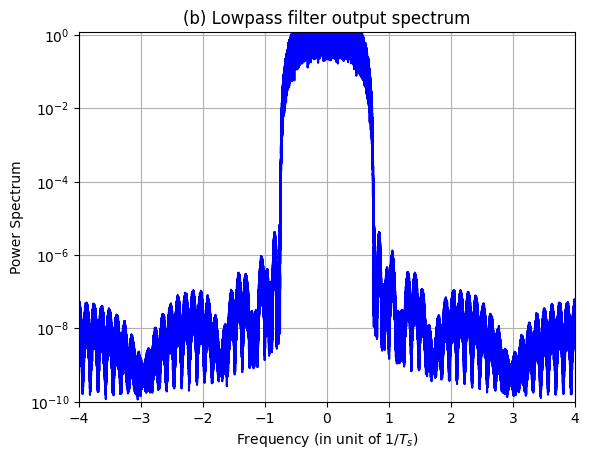 (b) Lowpass filter output spectrum
10^0
10^−2
10^−4
10^−6
10^−8
10^−10
Power Spectrum
−4 −3 −2 −1 0 1 2 3 4
Frequency (in unit of 1/T_s)